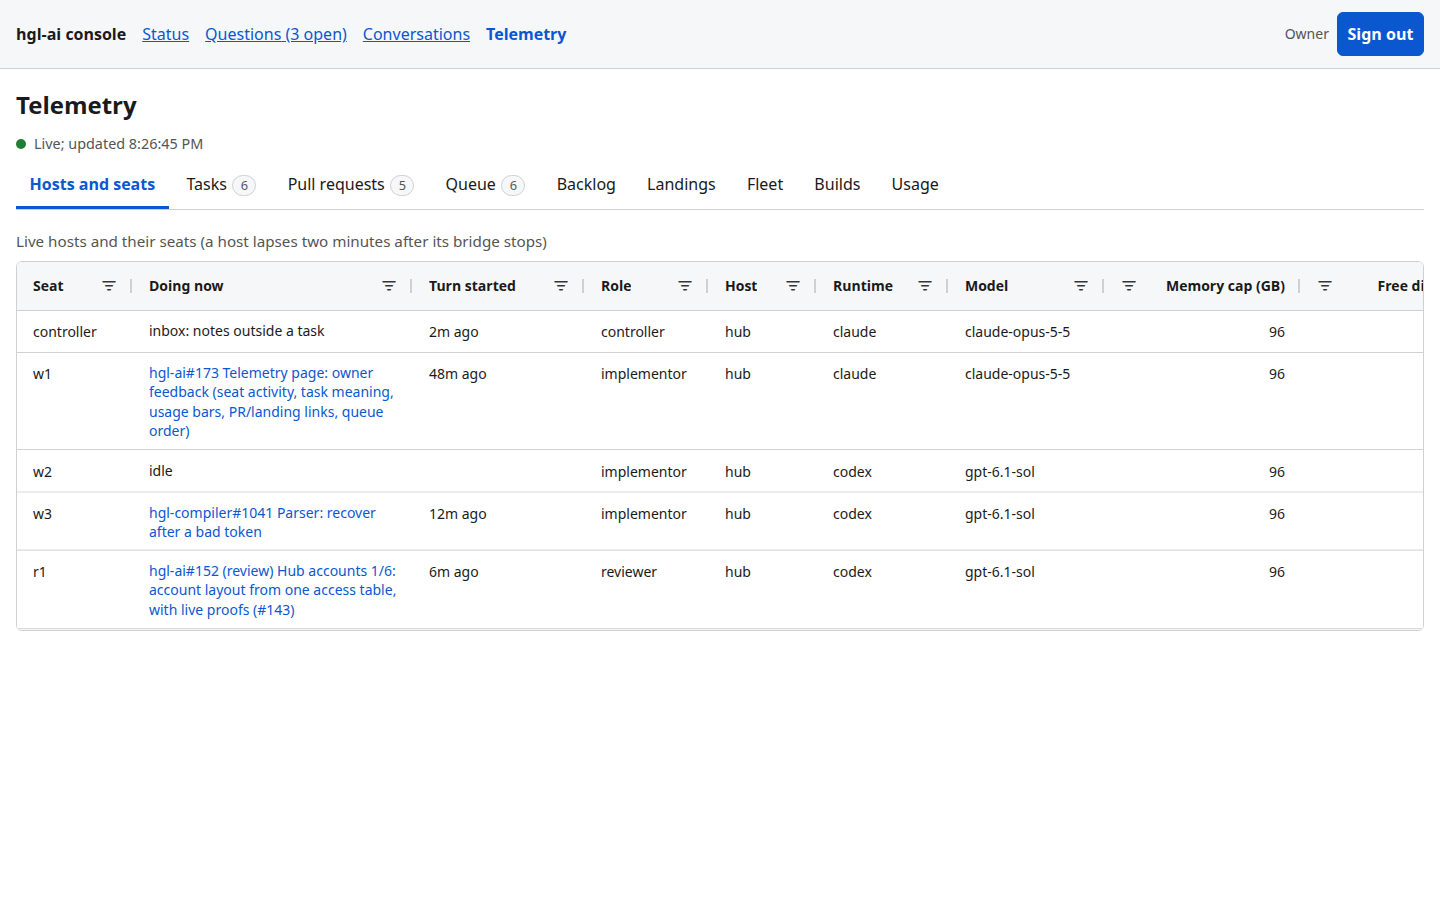 hgl-ai console Status Questions (3 open) Conversations Telemetry Owner Sign out
Telemetry
Live; updated 8:26:45 PM
Hosts and seats Tasks 6 Pull requests 5 Queue 6 Backlog Landings Fleet Builds Usage
Live hosts and their seats (a host lapses two minutes after its bridge stops)
Seat Doing now Turn started Role Host Runtime Model Memory cap (GB) Free di
controller inbox: notes outside a task 2m ago controller hub claude claude-opus-5-5 96
w1 hgl-ai#173 Telemetry page: owner 48m ago implementor hub claude claude-opus-5-5 96
feedback (seat activity, task meaning,
usage bars, PR/landing links, queue
order)
w2 idle implementor hub codex gpt-6.1-sol 96
w3 hgl-compiler#1041 Parser: recover 12m ago implementor hub codex gpt-6.1-sol 96
after a bad token
r1 hgl-ai#152 (review) Hub accounts 1/6: 6m ago reviewer hub codex gpt-6.1-sol 96
account layout from one access table,
with live proofs (#143)